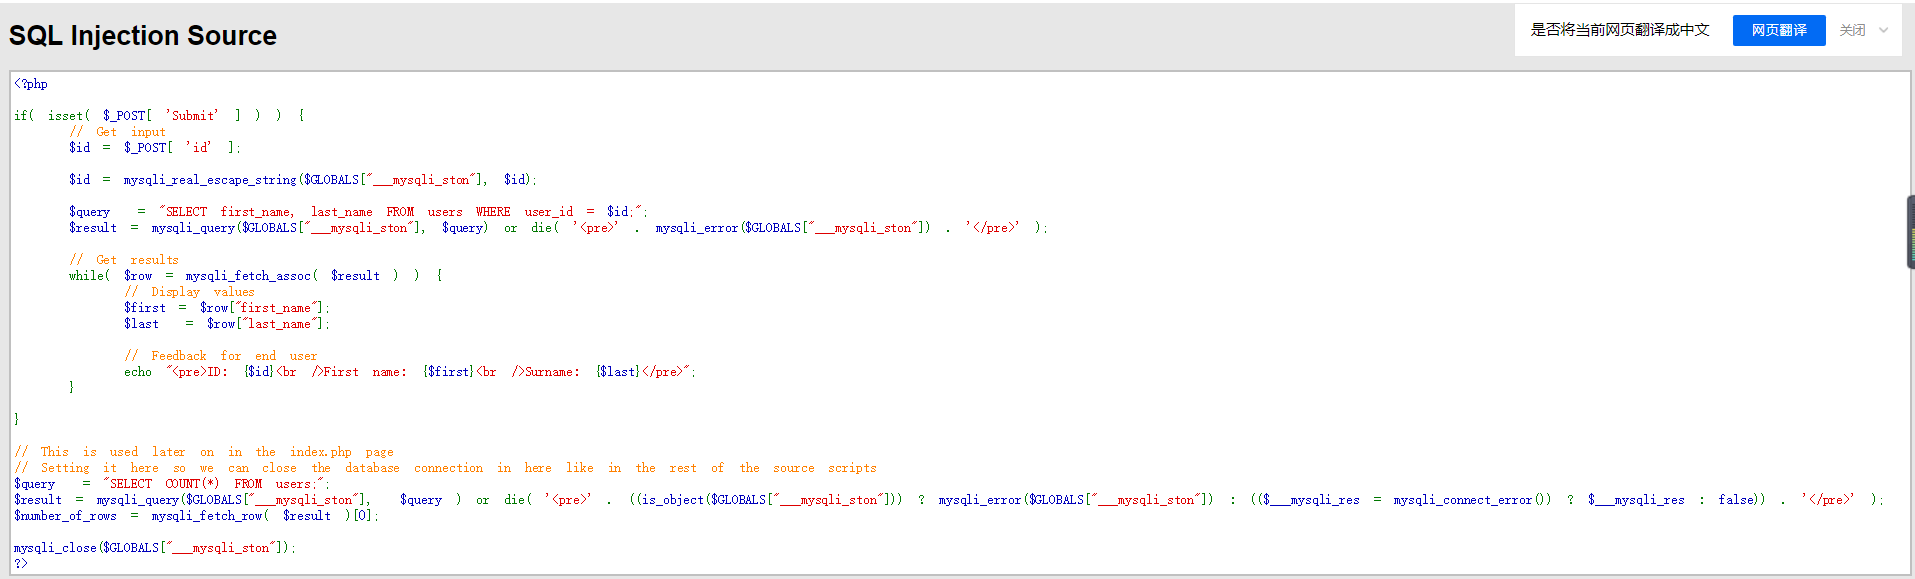 SQL Injection Source
是否将当前网页翻译成中文 网页翻译 关闭
<?php
if( isset( $_POST[ 'Submit' ] ) ) {
// Get input
$id = $_POST[ 'id' ];
$id = mysqli_real_escape_string($GLOBALS["___mysqli_ston"], $id);
$query = "SELECT first_name, last_name FROM users WHERE user_id = $id;";
$result = mysqli_query($GLOBALS["___mysqli_ston"], $query) or die( '<pre>' . mysqli_error($GLOBALS["___mysqli_ston"]) . '</pre>' );
// Get results
while( $row = mysqli_fetch_assoc( $result ) ) {
// Display values
$first = $row["first_name"];
$last = $row["last_name"];
// Feedback for end user
echo "<pre>ID: {$id}<br />First name: {$first}<br />Surname: {$last}</pre>";
}
}
// This is used later on in the index.php page
// Setting it here so we can close the database connection in here like in the rest of the source scripts
$query = "SELECT COUNT(*) FROM users;";
$result = mysqli_query($GLOBALS["___mysqli_ston"], $query ) or die( '<pre>' . ((is_object($GLOBALS["___mysqli_ston"])) ? mysqli_error($GLOBALS["___mysqli_ston"]) : (($___mysqli_res = mysqli_connect_error()) ? $___mysqli_res : false)) . '</pre>' );
$number_of_rows = mysqli_fetch_row( $result )[0];
mysqli_close($GLOBALS["___mysqli_ston"]);
?>